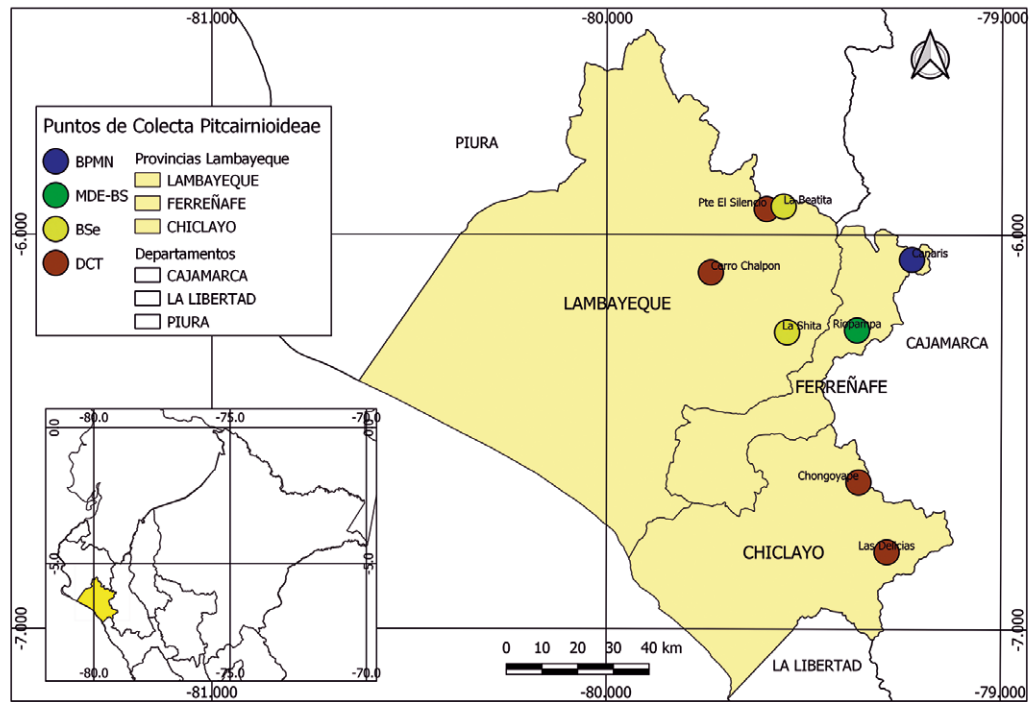 -81.000
-80.000
-79.000
Puntos de Colecta Pitcairnioideae
BPMN
MDE-BS
BSe
DCT
Provincias Lambayeque
LAMBAYEQUE
FERREÑAFE
CHICLAYO
Departamentos
CAJAMARCA
LA LIBERTAD
PIURA
PIURA
Pte El Silencio
La Beatita
-6.000
-6.000
Canaris
Cerro Chalpon
LAMBAYEQUE
La Shita
Riopampa
CAJAMARCA
FERREÑAFE
Chongoyape
CHICLAYO
Las Delicias
-7.000
-7.000
LA LIBERTAD
0 10 20 30 40 km
-80.0
-75.0
-70.0
0.0
0.0
-5.0
-5.0
-80.0
-75.0
-70.0
-81.000
-80.000
-79.000